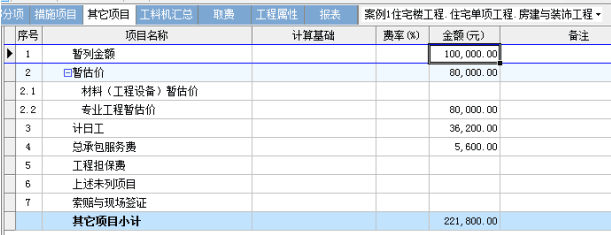 分项 措施项目 其它项目 工料机汇总 取费 工程属性 报表 案例1住宅楼工程.住宅单项工程.房建与装饰工程
序号 项目名称 计算基础 费率(%) 金额(元) 备注
1 暂列金额 100,000.00
2 暂估价 80,000.00
2.1 材料（工程设备）暂估价
2.2 专业工程暂估价 80,000.00
3 计日工 36,200.00
4 总承包服务费 5,600.00
5 工程担保费
6 上述未列项目
7 索赔与现场签证
其它项目小计 221,800.00